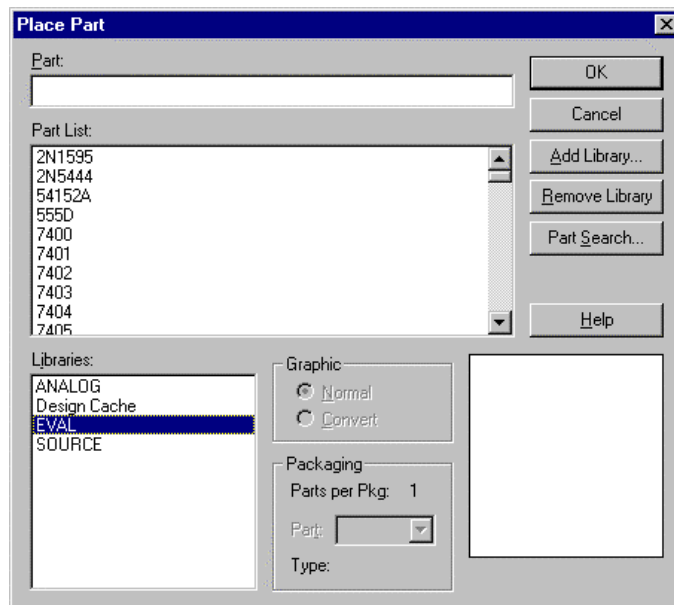 Place Part
Part:
OK
Cancel
Part List:
2N1595
2N5444
54152A
555D
7400
7401
7402
7403
7404
7405
Add Library...
Remove Library
Part Search...
Help
Libraries:
ANALOG
Design Cache
EVAL
SOURCE
Graphic
Normal
Convert
Packaging
Parts per Pkg: 1
Part:
Type: